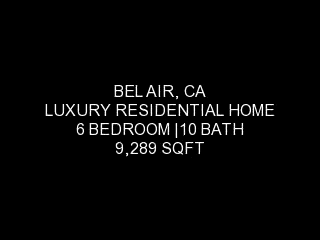 BEL AIR, CA
LUXURY RESIDENTIAL HOME
6 BEDROOM |10 BATH
9,289 SQFT